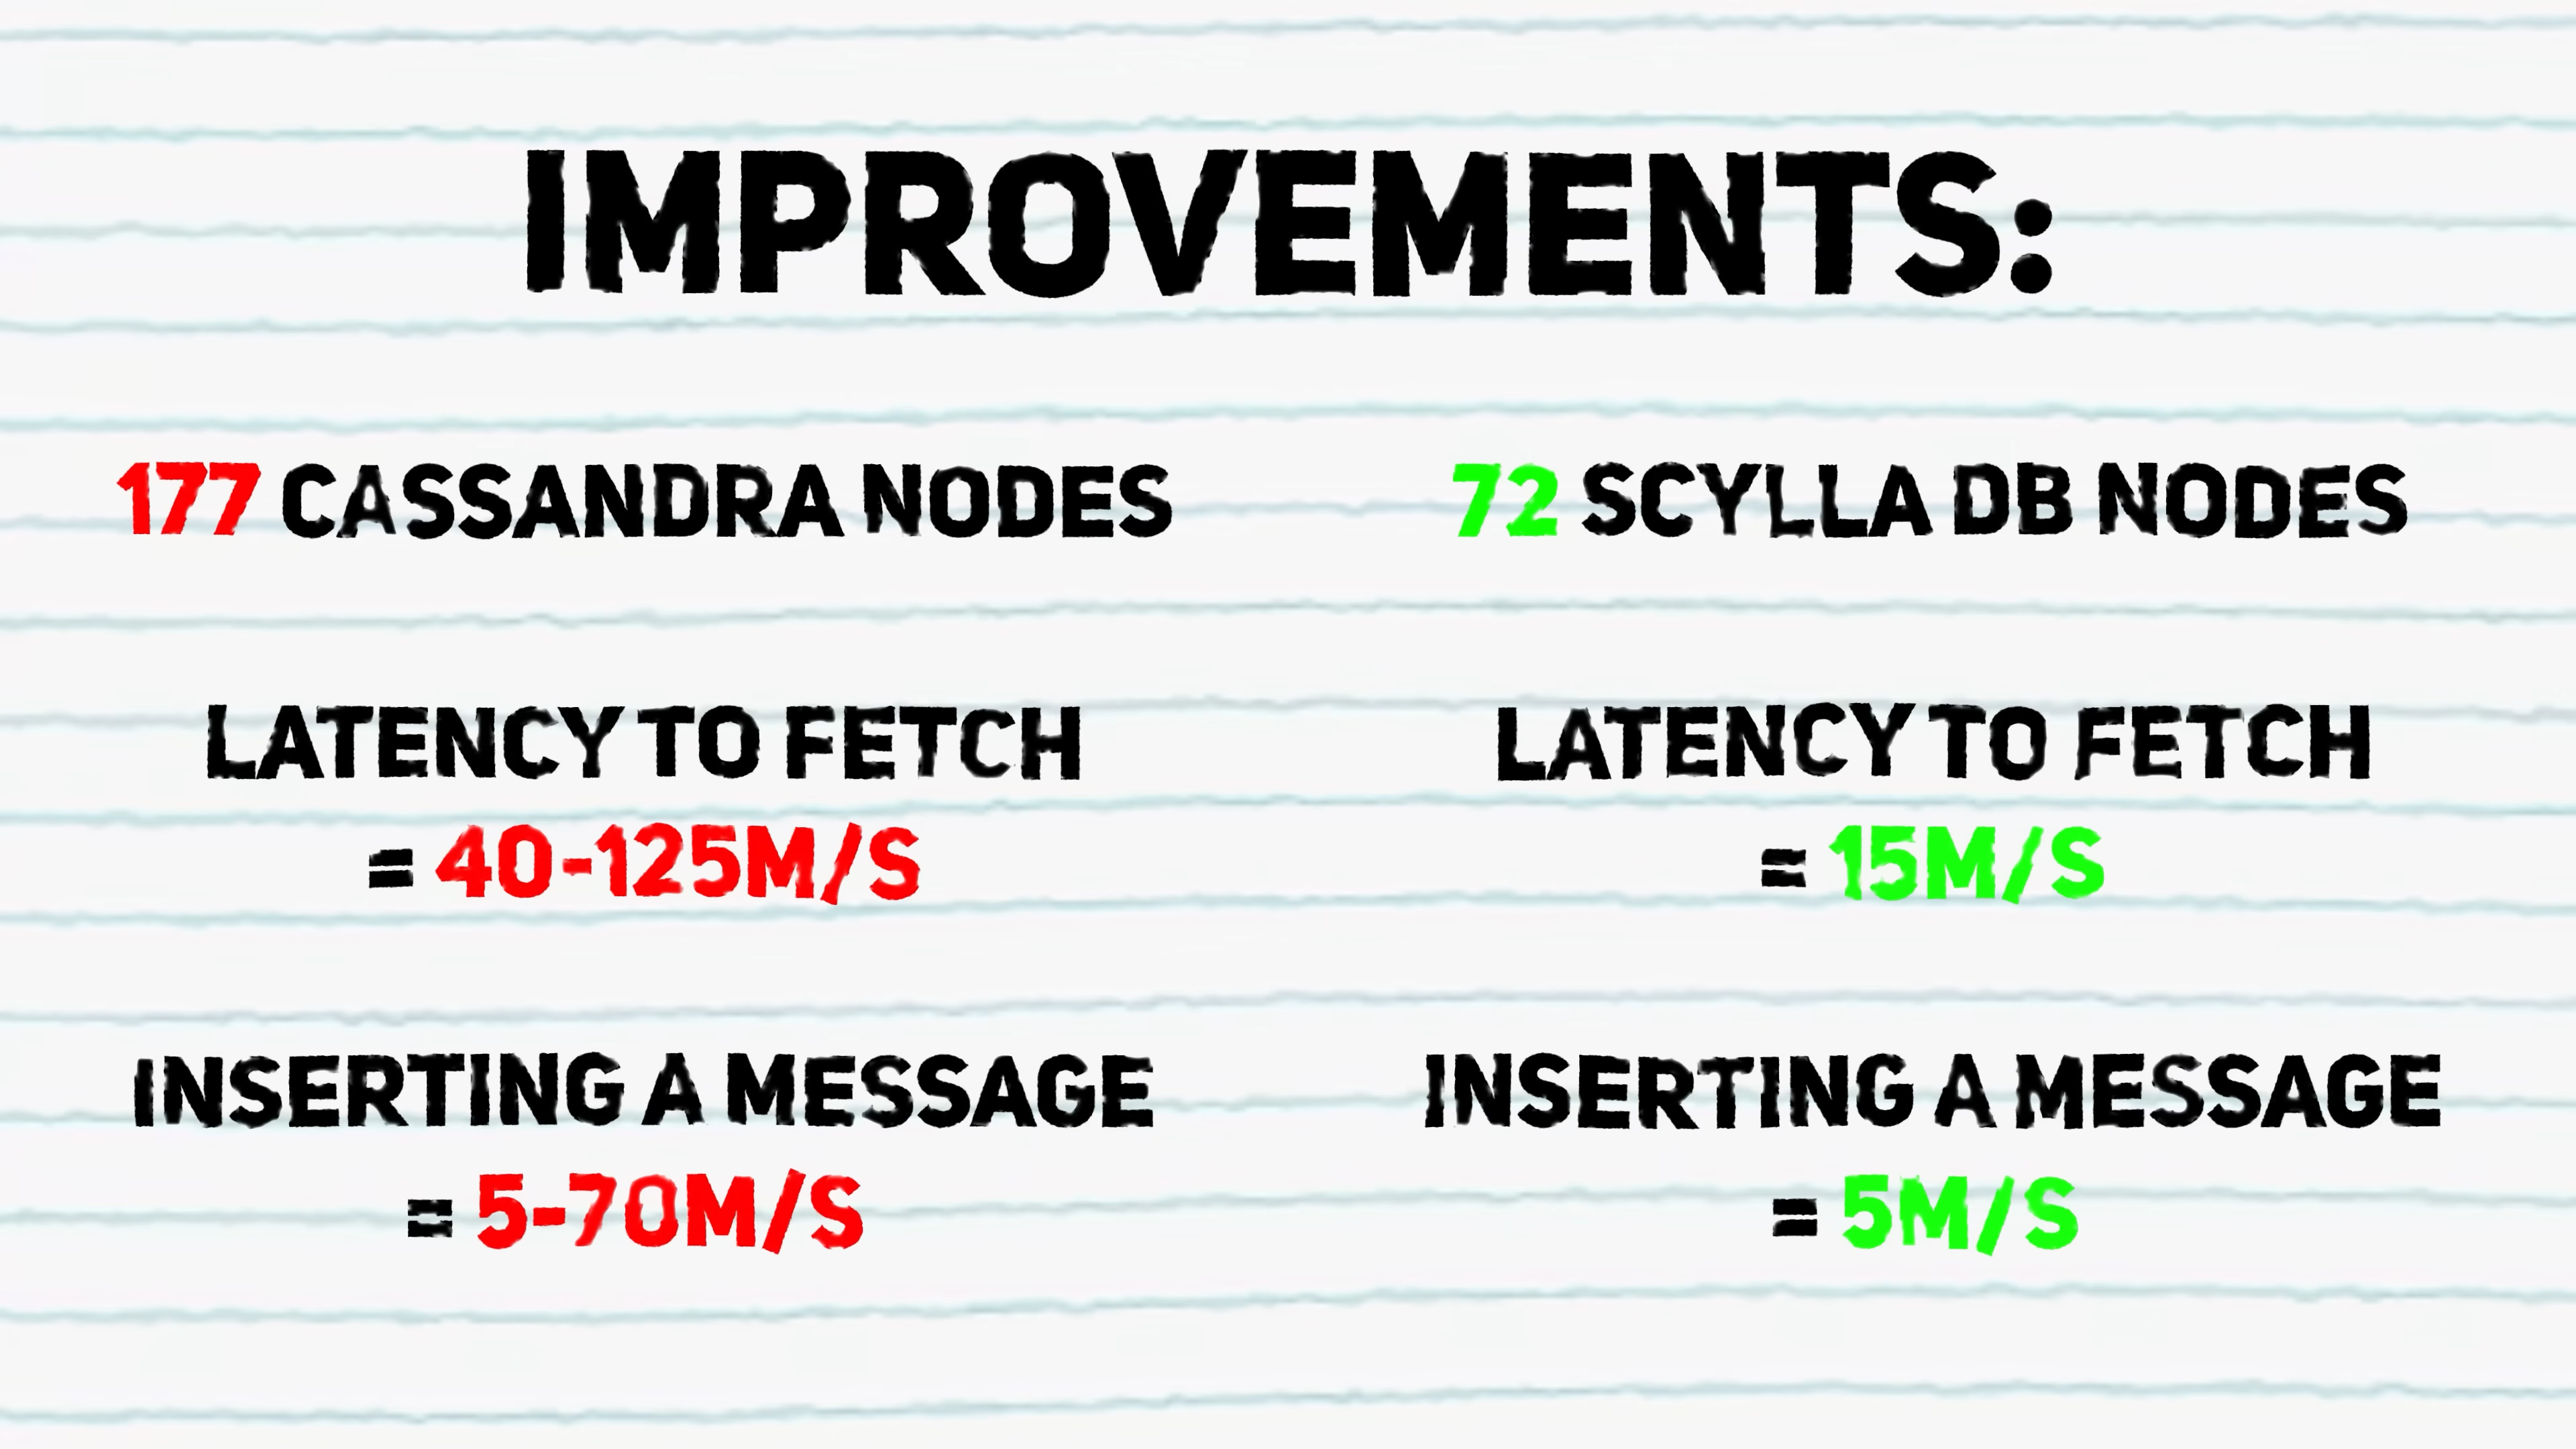 IMPROVEMENTS:
177 CASSANDRA NODES
72 SCYLLA DB NODES
LATENCY TO FETCH
= 40-125M/S
LATENCY TO FETCH
= 15M/S
INSERTING A MESSAGE
= 5-70M/S
INSERTING A MESSAGE
= 5M/S